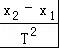 x₂ − x₁
T²